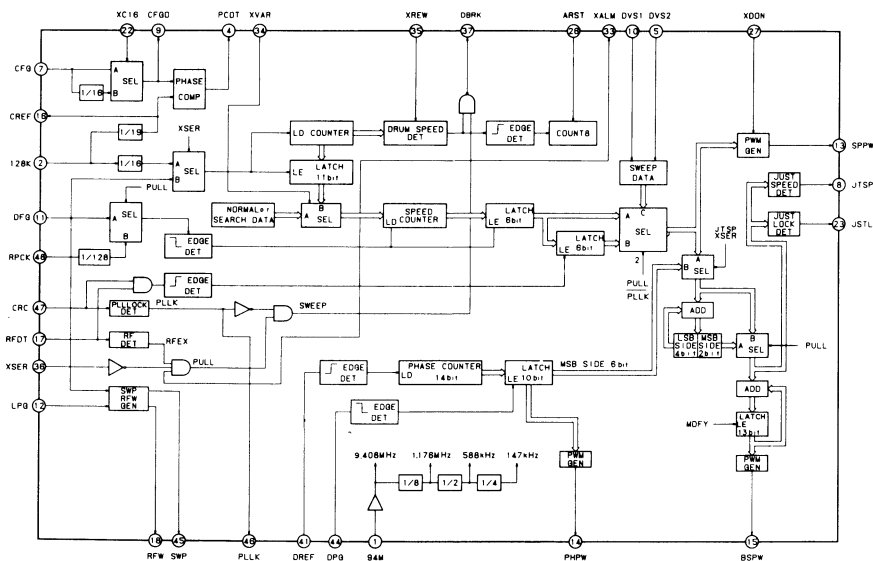 XC16 CFGD PCDT XVAR XREW DBRK ARST XALM DVS1 DVS2 XDDN
22 9 4 34 35 37 28 33 10 5 27
CFG 7
A
B
SEL
1/16
PHASE
COMP
CREF 16
1/19
XSER
128K 2
1/16
A
B
SEL
LD COUNTER
DRUM SPEED
DET
EDGE
DET
COUNT8
PWM
GEN
13 SPPW
LE LATCH
11bit
SWEEP
DATA
JUST
SPEED
DET
8 JTSP
PULL
DFG 11
A
SEL
B
NORMAL or
SEARCH DATA
A
B
SEL
SPEED
LD COUNTER
LATCH
LE 6bit
A
C
SEL
B
JUST
LOCK
DET
23 JSTL
RPCK 48
1/128
EDGE
DET
LATCH
LE 6bit
2
PULL
PLLK
JTSP
XSER
A
B
SEL
EDGE
DET
CRC 47
PLLLOCK
DET
PLLK
SWEEP
ADD
RFDT 17
RF
DET
RFEX
LSB
SIDE
4bit
MSB
SIDE
2bit
B
A
SEL
PULL
XSER 36
PULL
EDGE
DET
PHASE COUNTER
LD 14bit
LATCH
LE 10bit
MSB SIDE 6bit
ADD
LPG 12
SWP
RFW
GEN
EDGE
DET
MDFY
LATCH
LE
13bit
9.408MHz 1.176MHz 588kHz 147kHz
1/8 1/2 1/4
PWM
GEN
PWM
GEN
18 45 46 41 44 1 14 15
RFW SWP PLLK DREF DPG 94M PHPW BSPW